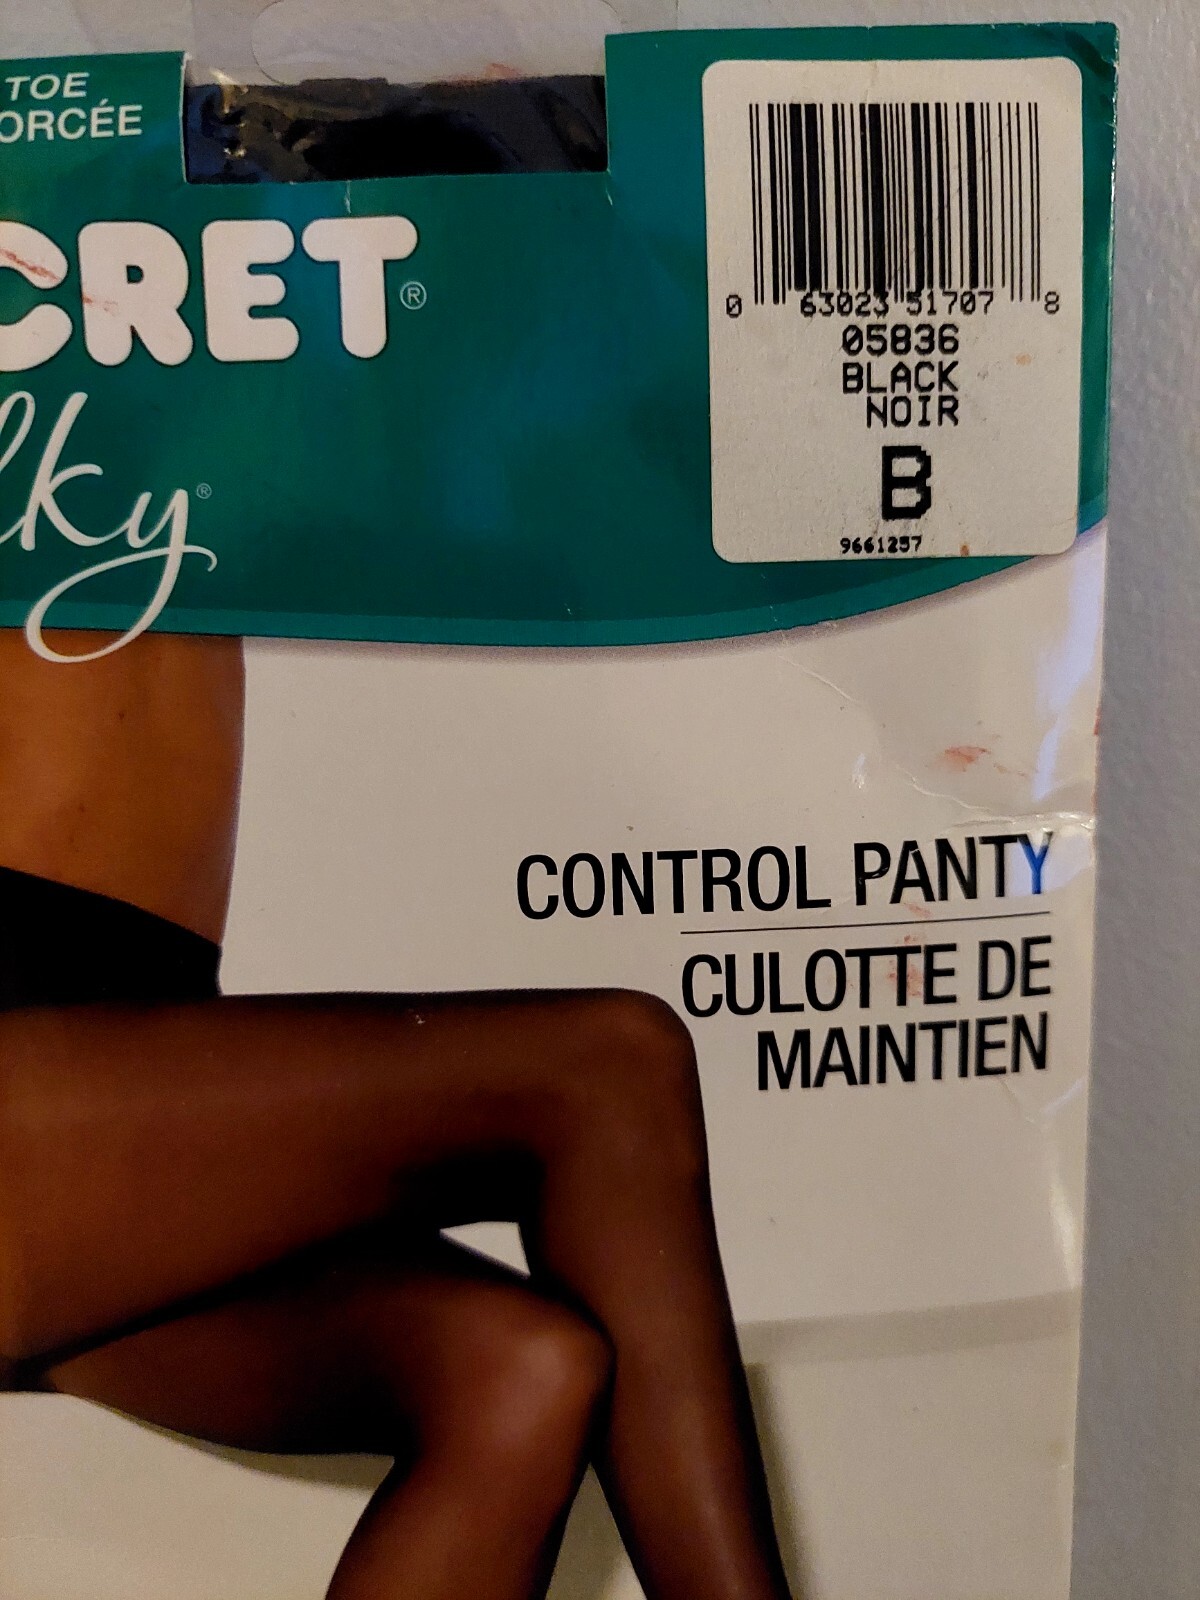 TOE
ORCÉE
CRET®
lky®
0 63023 51707 8
05836
BLACK
NOIR
B
9661257
CONTROL PANTY
CULOTTE DE
MAINTIEN